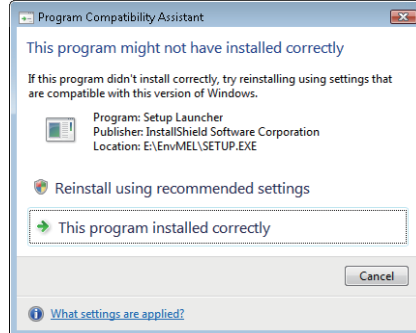 Program Compatibility Assistant
This program might not have installed correctly
If this program didn't install correctly, try reinstalling using settings that
are compatible with this version of Windows.
Program: Setup Launcher
Publisher: InstallShield Software Corporation
Location: E:\EnvMEL\SETUP.EXE
Reinstall using recommended settings
This program installed correctly
Cancel
What settings are applied?